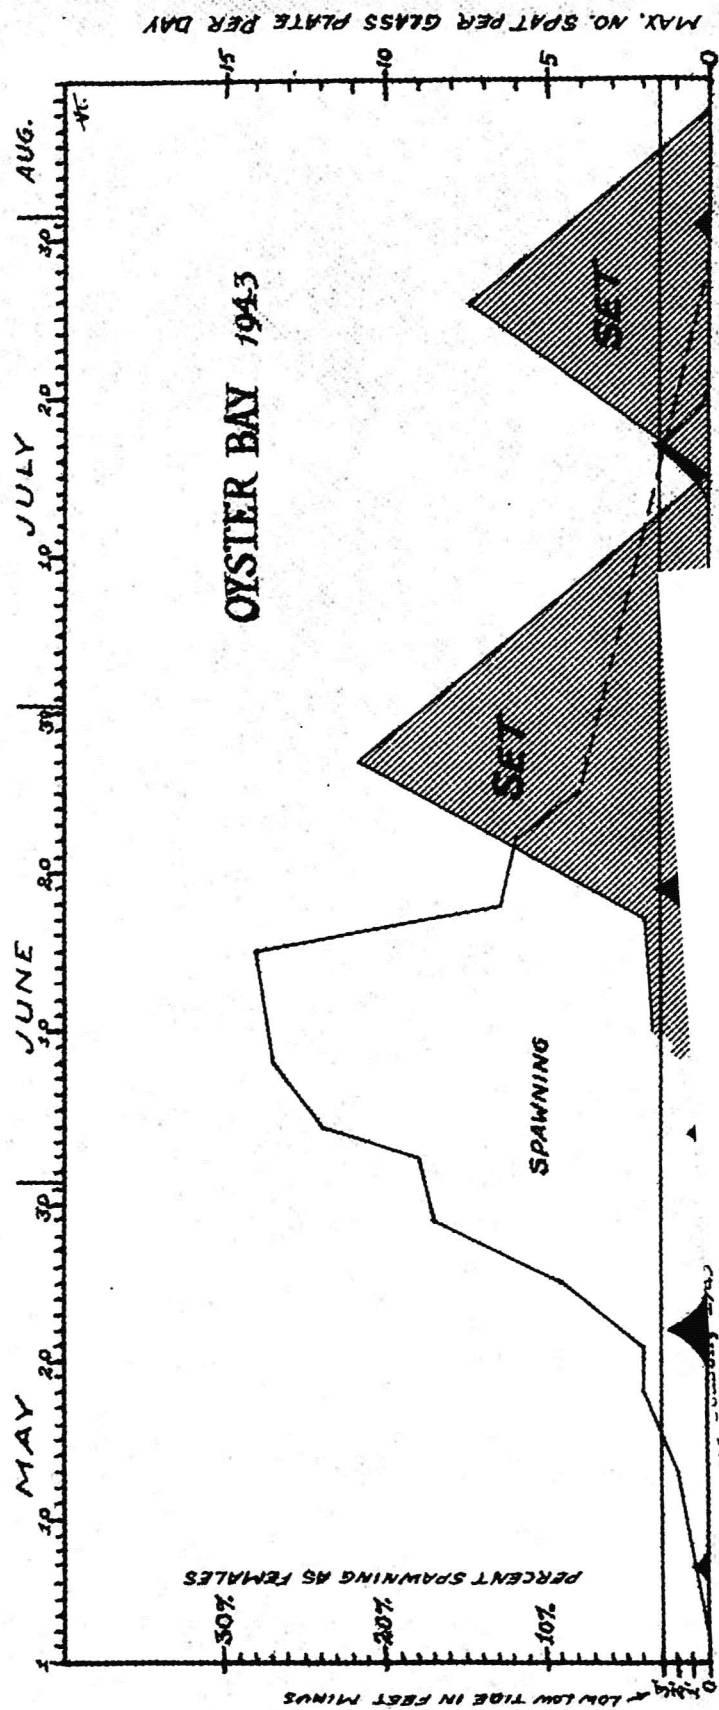 MAY JUNE JULY AUG.
1 10 20 30 10 20 30 10 20 30
OYSTER BAY 1943
30%
20%
10%
0
PERCENT SPAWNING AS FEMALES
LOW LOW TIDE IN FEET MINUS
SPAWNING
SET
SET
15
10
5
0
MAX. NO. SPAT PER GLASS PLATE PER DAY